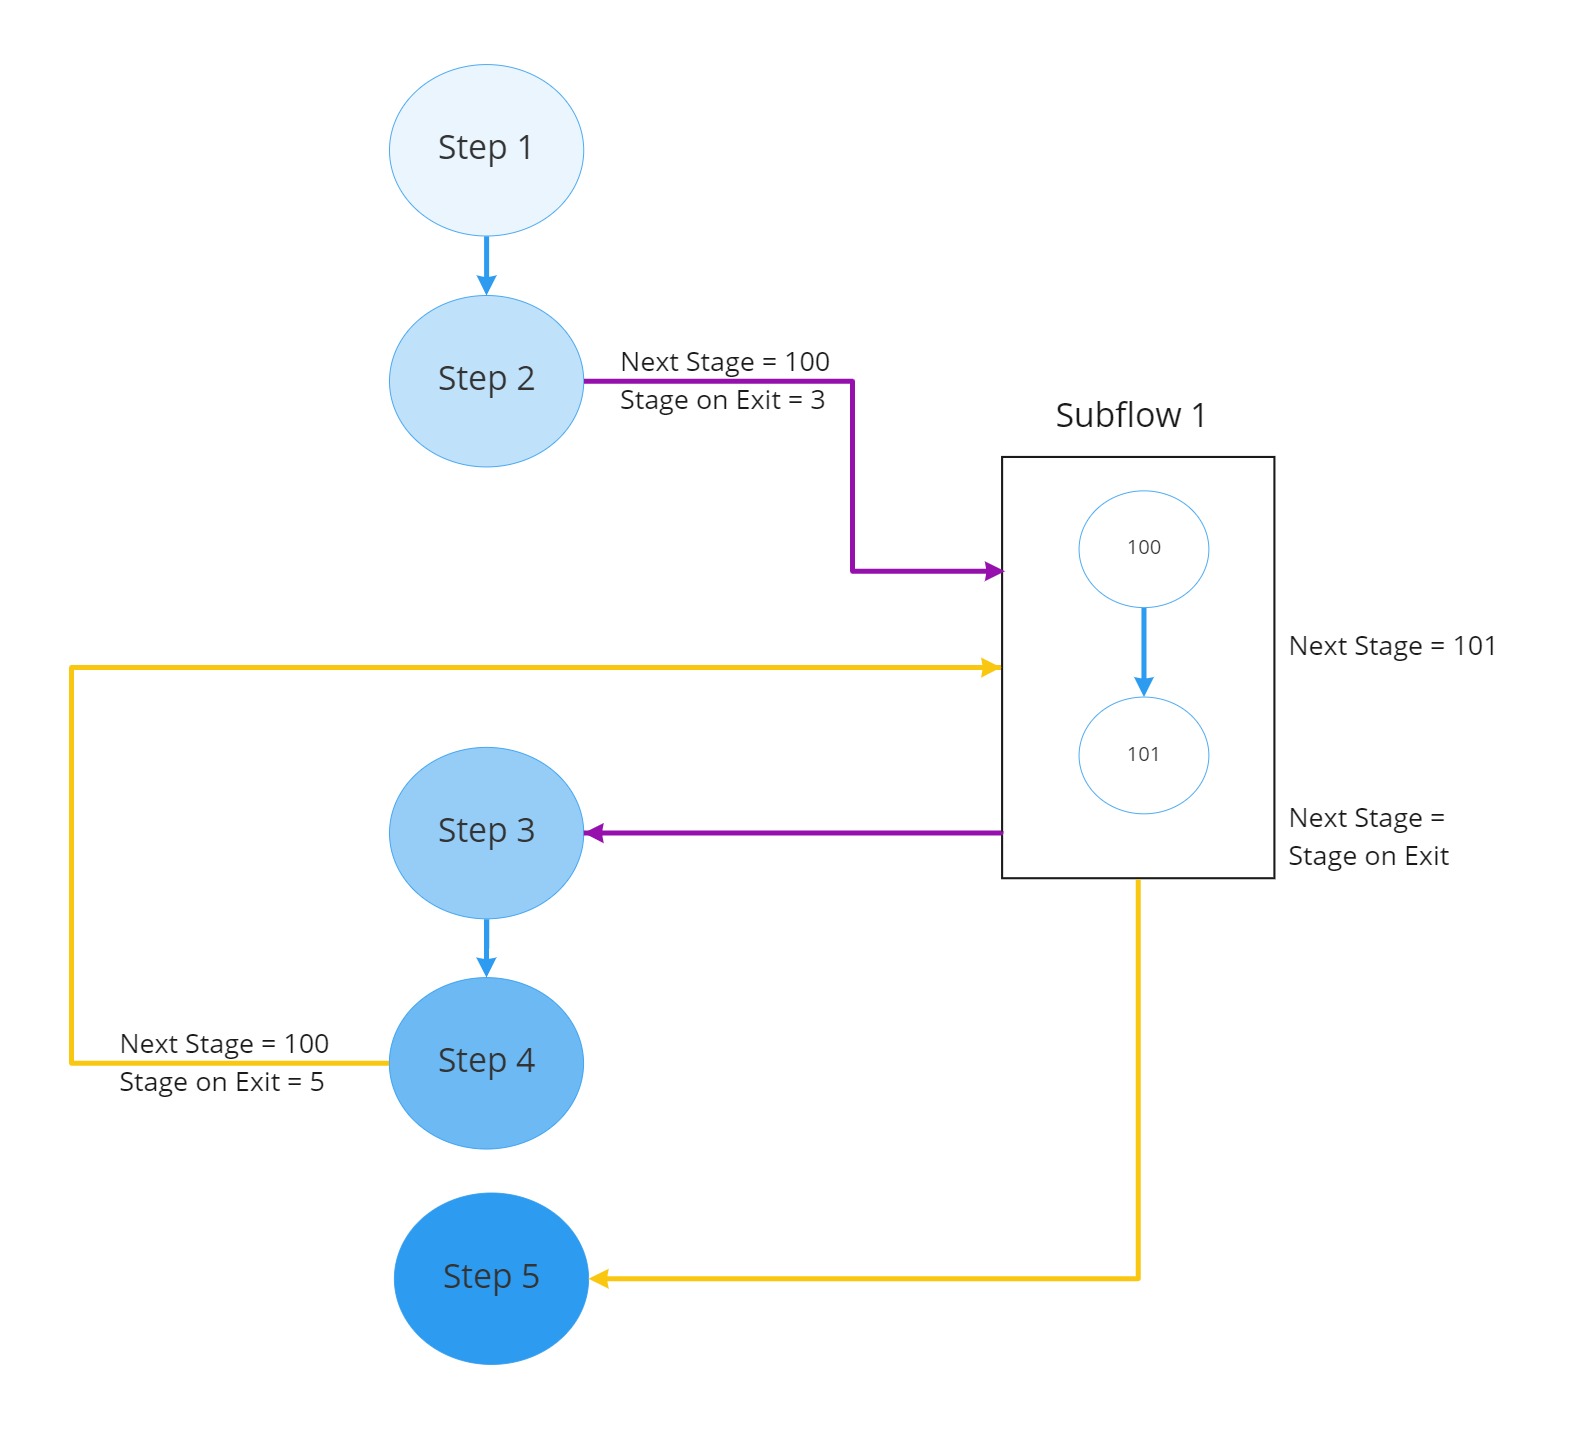 Step 1
Step 2
Next Stage = 100
Stage on Exit = 3
Subflow 1
100
Next Stage = 101
101
Next Stage =
Stage on Exit
Step 3
Next Stage = 100
Stage on Exit = 5
Step 4
Step 5